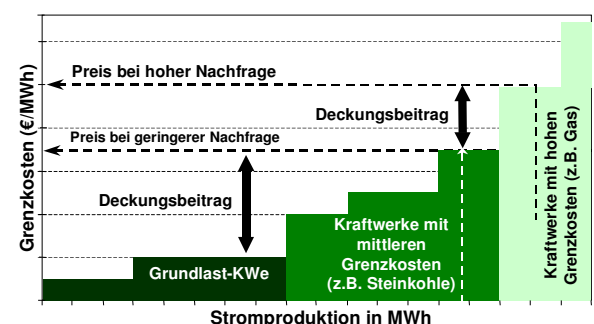 Grenzkosten (€/MWh)
Preis bei hoher Nachfrage
Deckungsbeitrag
Preis bei geringerer Nachfrage
Deckungsbeitrag
Grundlast-KWe
Kraftwerke mit
mittleren
Grenzkosten
(z.B. Steinkohle)
Kraftwerke mit hohen
Grenzkosten (z.B. Gas)
Stromproduktion in MWh